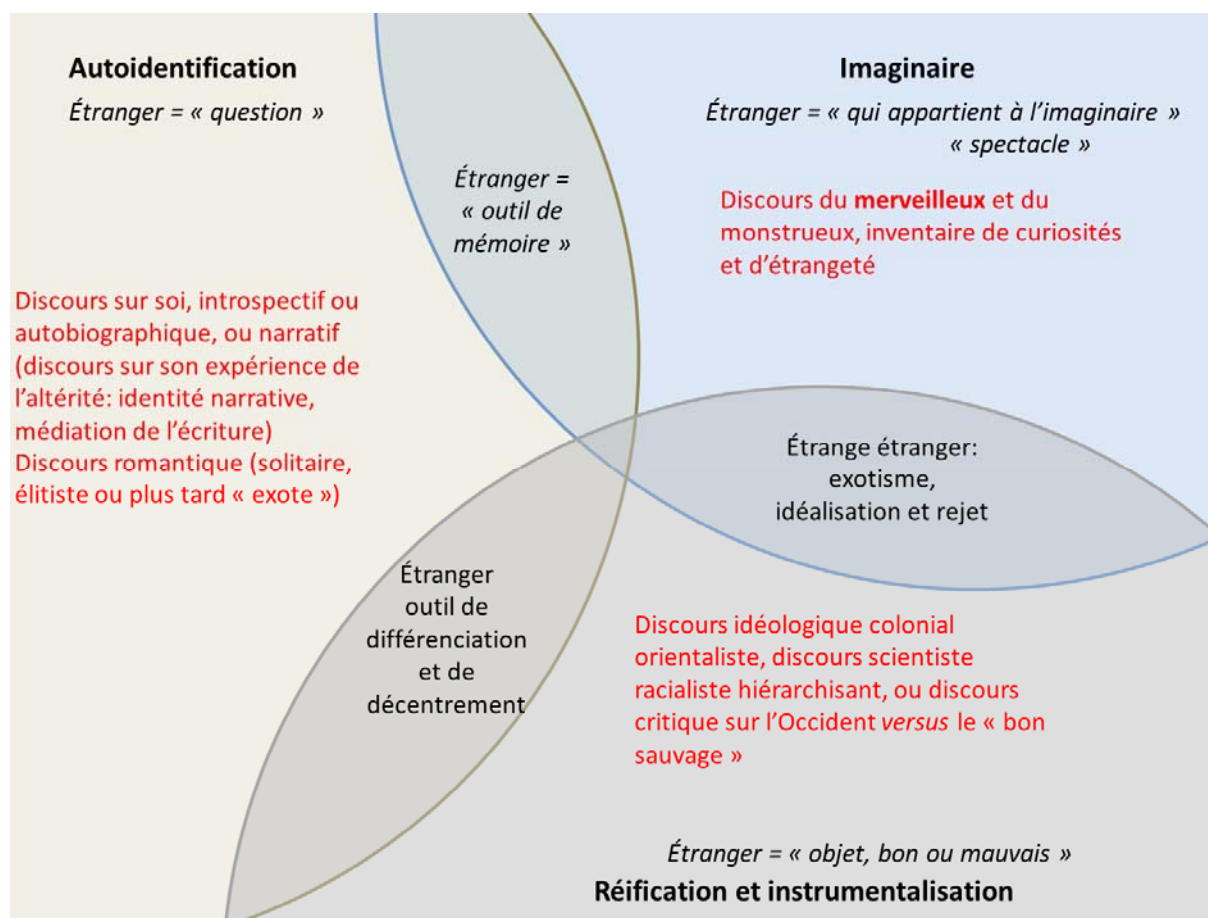 Autoidentification
Étranger = « question »
Imaginaire
Étranger = « qui appartient à l’imaginaire »
« spectacle »
Étranger =
« outil de
mémoire »
Discours du merveilleux et du
monstrueux, inventaire de curiosités
et d’étrangeté
Discours sur soi, introspectif ou
autobiographique, ou narratif
(discours sur son expérience de
l’altérité: identité narrative,
médiation de l’écriture)
Discours romantique (solitaire,
élitiste ou plus tard « exote »)
Étrange étranger:
exotisme,
idéalisation et rejet
Étranger
outil de
différenciation
et de
décentrement
Discours idéologique colonial
orientaliste, discours scientiste
racialiste hiérarchisant, ou discours
critique sur l’Occident versus le « bon
sauvage »
Étranger = « objet, bon ou mauvais »
Réification et instrumentalisation